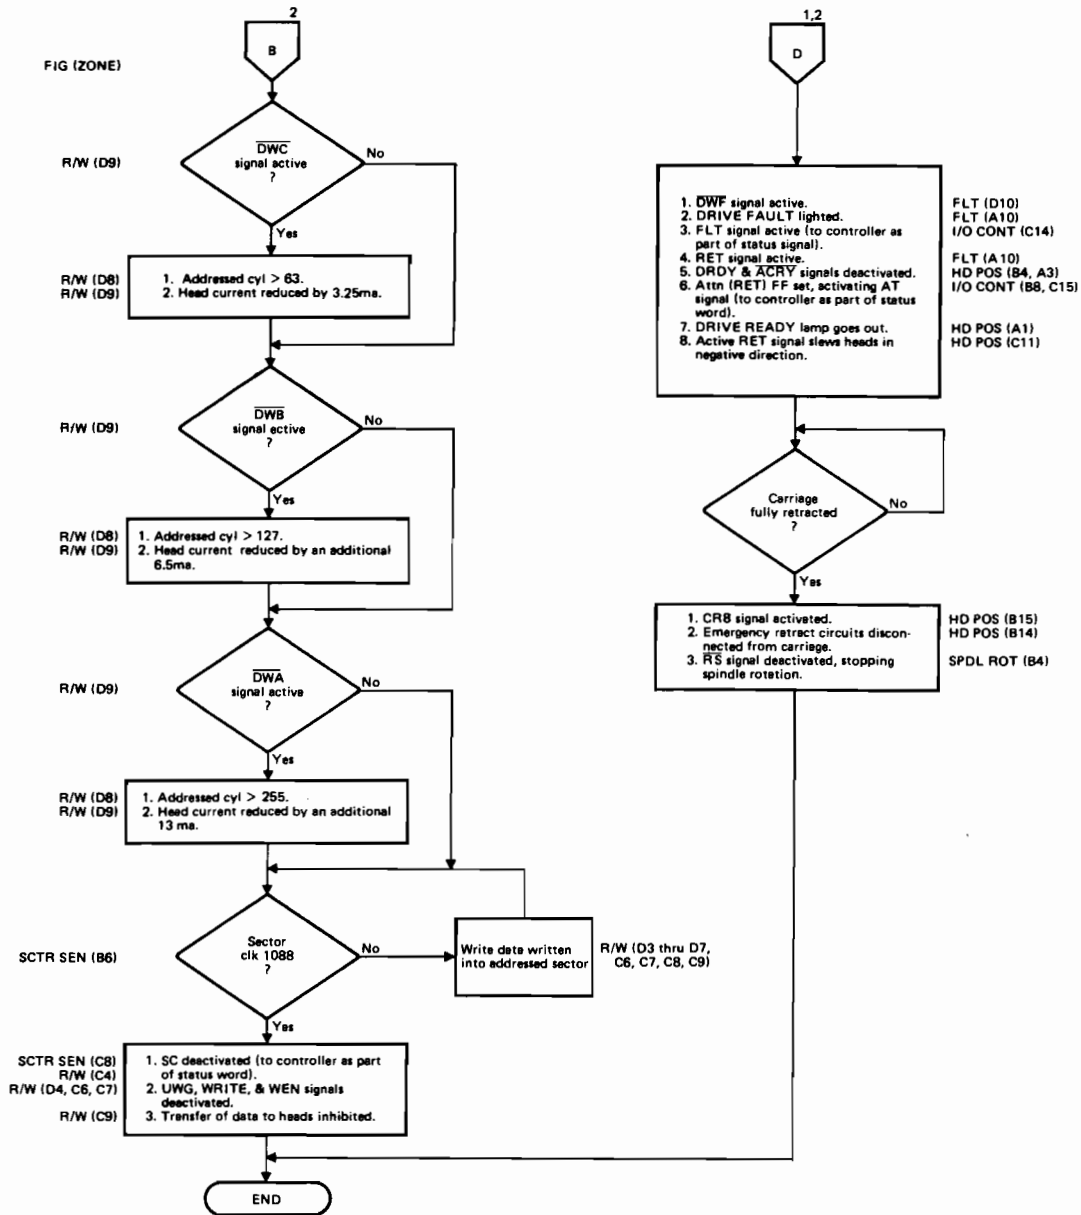 2
B
FIG (ZONE)
R/W (D9)
DWC
signal active
?
No
Yes
R/W (D8)
R/W (D9)
1. Addressed cyl > 63.
2. Head current reduced by 3.25ma.
R/W (D9)
DWB
signal active
?
No
Yes
R/W (D8)
R/W (D9)
1. Addressed cyl > 127.
2. Head current reduced by an additional
6.5ma.
R/W (D9)
DWA
signal active
?
No
Yes
R/W (D8)
R/W (D9)
1. Addressed cyl > 255.
2. Head current reduced by an additional
13 ma.
SCTR SEN (B6)
Sector
clk 1088
?
No
Write data written
into addressed sector
R/W (D3 thru D7,
C6, C7, C8, C9)
Yes
SCTR SEN (C8)
R/W (C4)
R/W (D4, C6, C7)
R/W (C9)
1. SC deactivated (to controller as part
of status word).
2. UWG, WRITE, & WEN signals
deactivated.
3. Transfer of data to heads inhibited.
END
1,2
D
1. DWF signal active.
2. DRIVE FAULT lighted.
3. FLT signal active (to controller as
part of status signal).
4. RET signal active.
5. DRDY & ACRY signals deactivated.
6. Attn (RET) FF set, activating AT
signal (to controller as part of status
word).
7. DRIVE READY lamp goes out.
8. Active RET signal slews heads in
negative direction.
FLT (D10)
FLT (A10)
I/O CONT (C14)
FLT (A10)
HD POS (B4, A3)
I/O CONT (B8, C15)
HD POS (A1)
HD POS (C11)
Carriage
fully retracted
?
No
Yes
1. CRB signal activated.
2. Emergency retract circuits discon-
nected from carriage.
3. RS signal deactivated, stopping
spindle rotation.
HD POS (B15)
HD POS (B14)
SPDL ROT (B4)